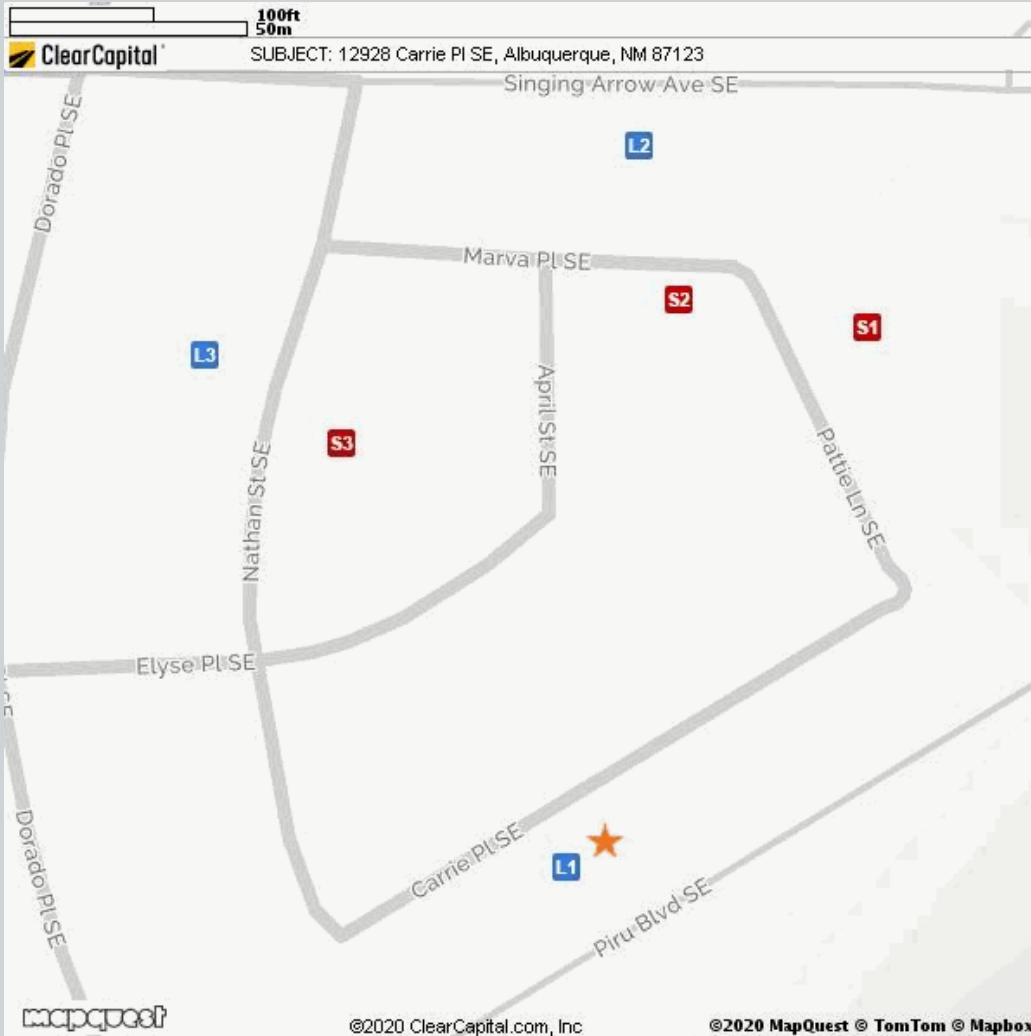 100ft
50m
ClearCapital
SUBJECT: 12928 Carrie Pl SE, Albuquerque, NM 87123
Singing Arrow Ave SE
Dorado Pl SE
L2
Marva Pl SE
S2
S1
L3
April St SE
S3
Pattie Ln SE
Nathan St SE
Elyse Pl SE
Dorado Pl SE
Carrie Pl SE
L1
Piru Blvd SE
mapquest
©2020 ClearCapital.com, Inc
©2020 MapQuest © TomTom © Mapbox